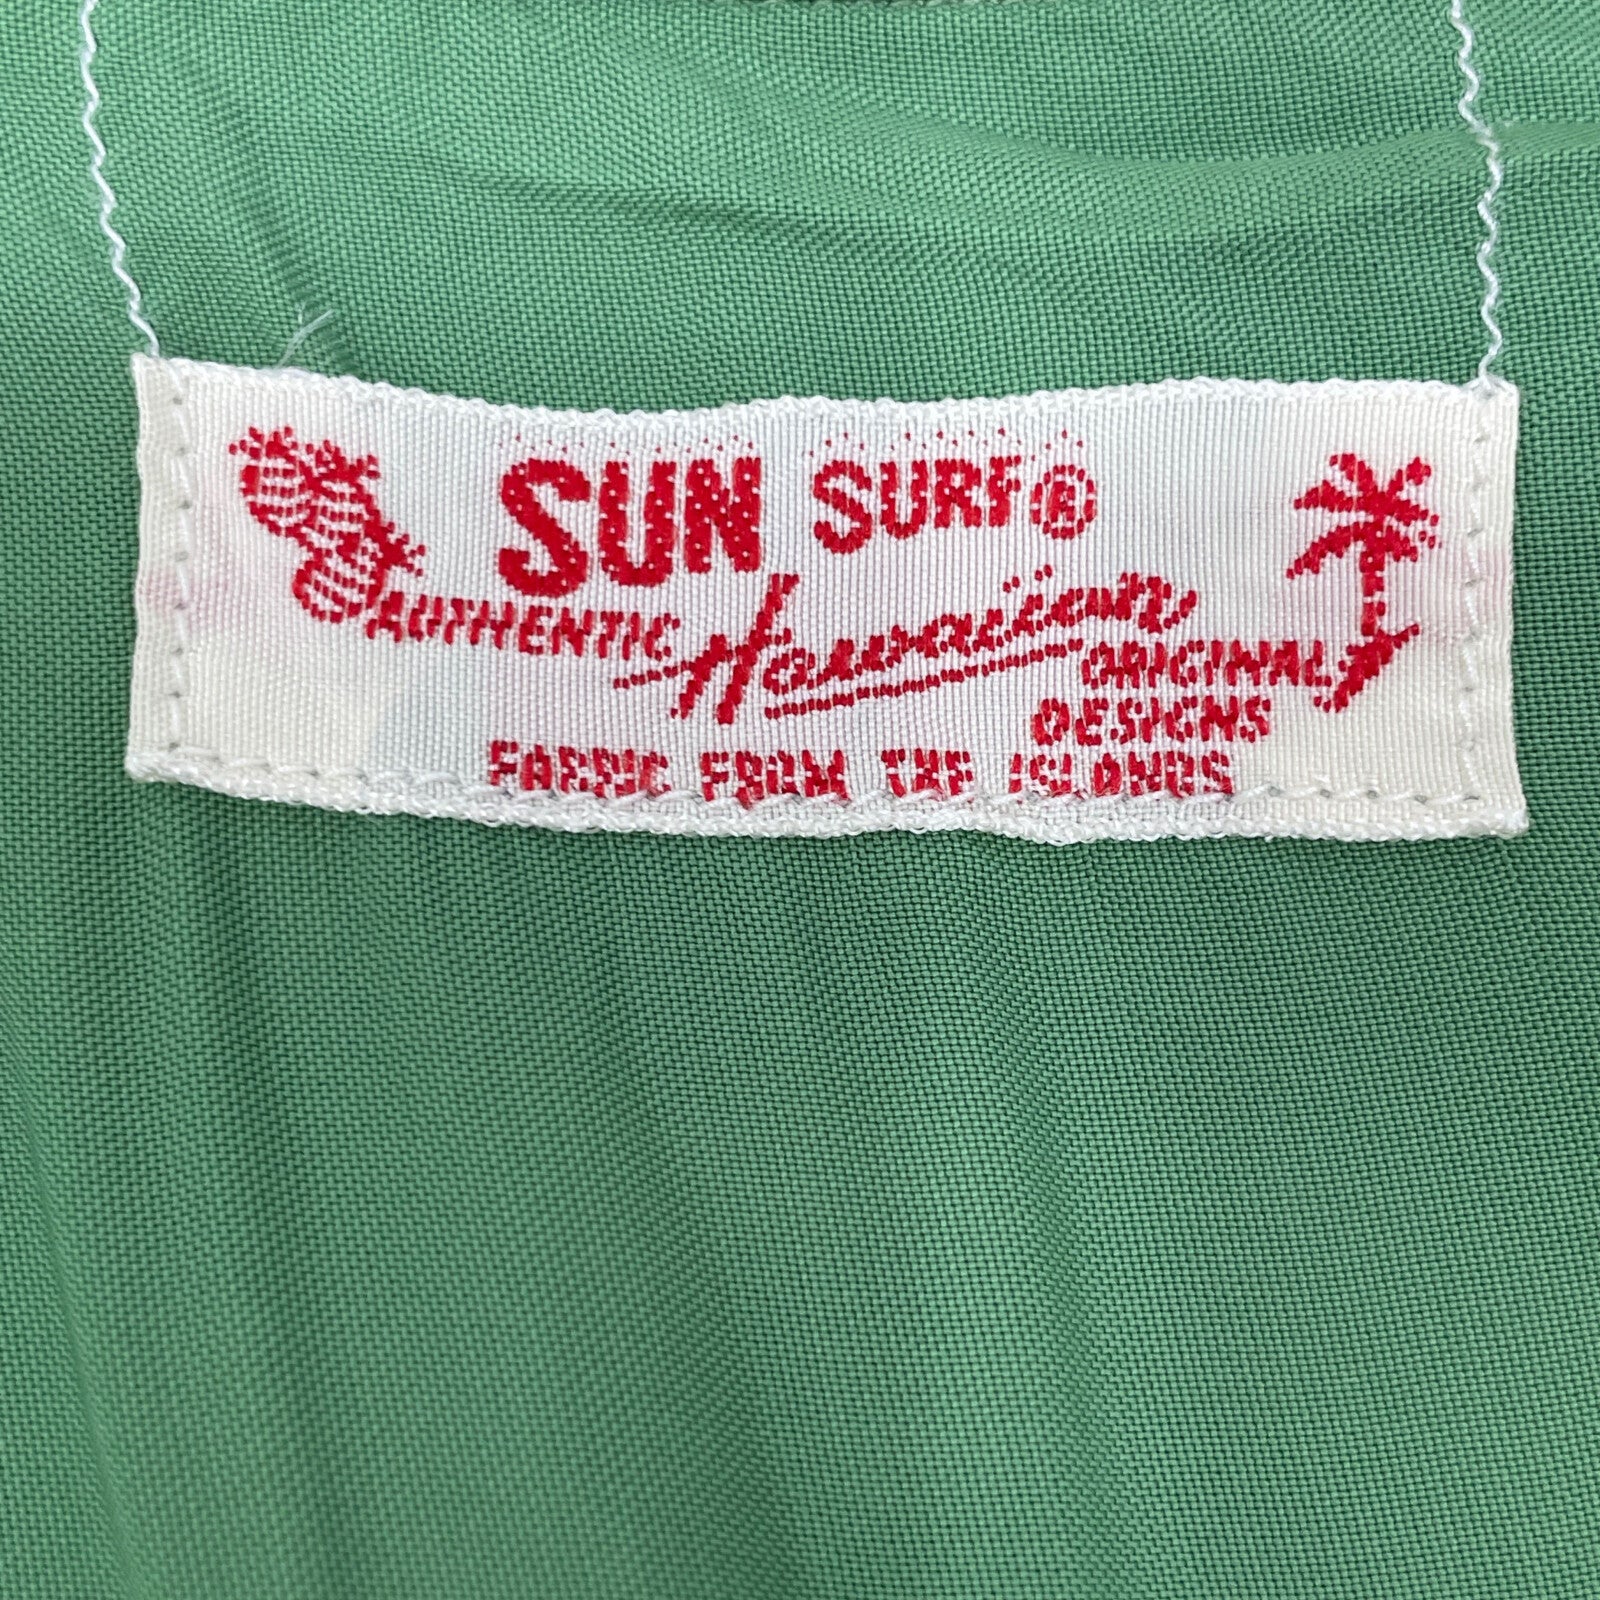 SUN SURF®
AUTHENTIC Hawaiian ORIGINAL
DESIGNS
FABRIC FROM THE ISLANDS